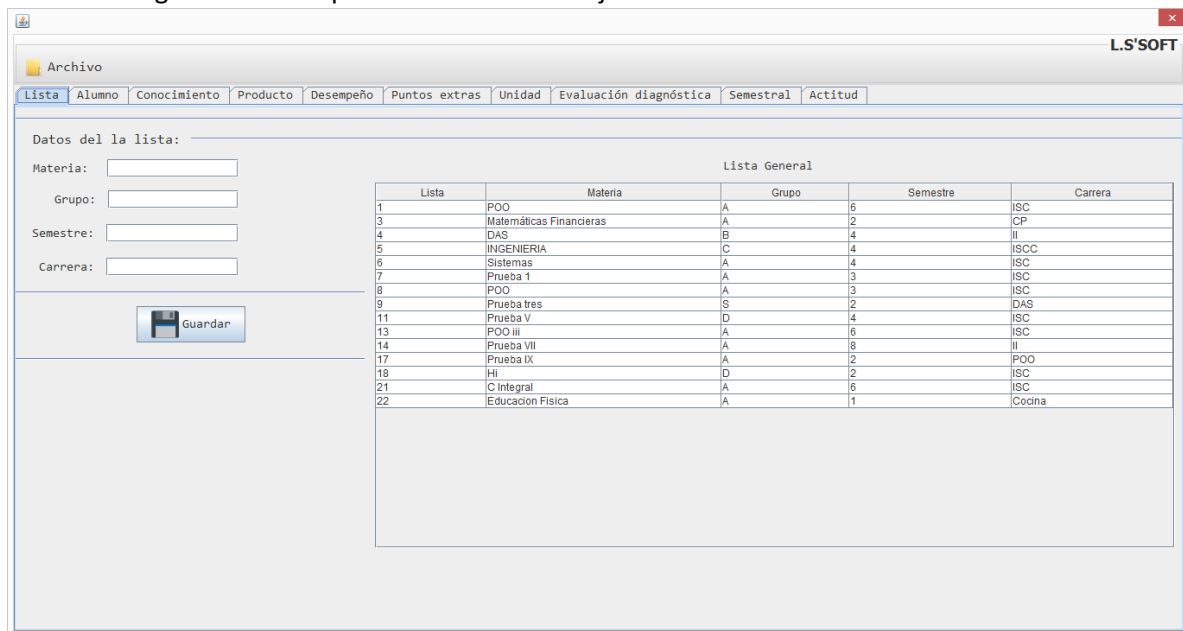 L.S'SOFT
Archivo
Lista Alumno Conocimiento Producto Desempeño Puntos extras Unidad Evaluación diagnóstica Semestral Actitud
Datos del la lista:
Materia:
Grupo:
Semestre:
Carrera:
Guardar
Lista General
Lista Materia Grupo Semestre Carrera
1 POO A 6 ISC
3 Matemáticas Financieras A 2 CP
4 DAS B 4 II
5 INGENIERIA C 4 ISCC
6 Sistemas A 4 ISC
7 Prueba 1 A 3 ISC
8 POO A 3 ISC
9 Prueba tres S 2 DAS
11 Prueba V D 4 ISC
13 POO iii A 6 ISC
14 Prueba VII A 8 II
17 Prueba IX A 2 POO
18 Hi D 2 ISC
21 C Integral A 6 ISC
22 Educacion Fisica A 1 Cocina